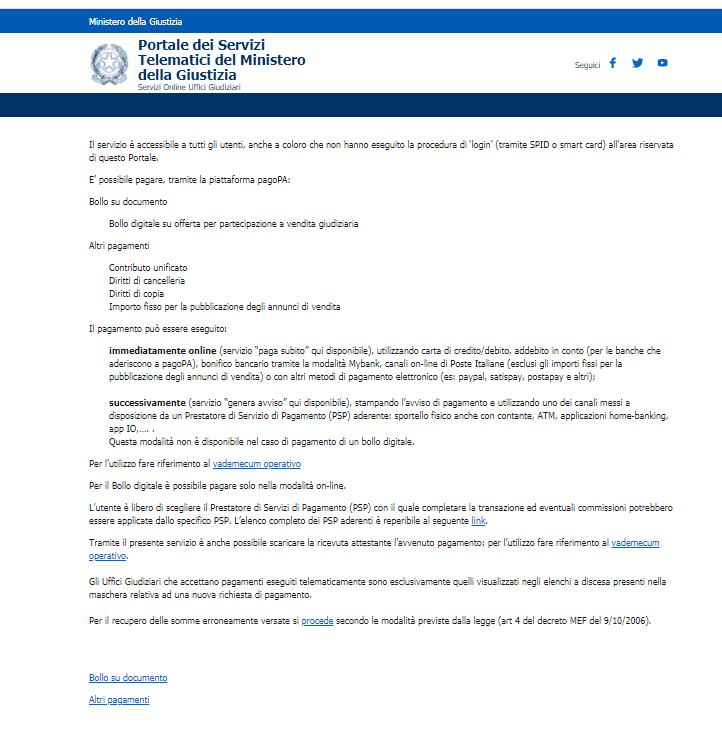 Ministero della Giustizia
Portale dei Servizi
Telematici del Ministero
della Giustizia
Servizi Online Uffici Giudiziari
Seguici
Il servizio è accessibile a tutti gli utenti, anche a coloro che non hanno eseguito la procedura di 'login' (tramite SPID o smart card) all'area riservata
di questo Portale.
E' possibile pagare, tramite la piattaforma pagoPA:
Bollo su documento
Bollo digitale su offerta per partecipazione a vendita giudiziaria
Altri pagamenti
Contributo unificato
Diritti di cancelleria
Diritti di copia
Importo fisso per la pubblicazione degli annunci di vendita
Il pagamento può essere eseguito:
immediatamente online (servizio "paga subito" qui disponibile), utilizzando carta di credito/debito, addebito in conto (per le banche che
aderiscono a pagoPA), bonifico bancario tramite la modalità Mybank, canali on-line di Poste Italiane (esclusi gli importi fissi per la
pubblicazione degli annunci di vendita) o con altri metodi di pagamento elettronico (es: paypal, satispay, postapay e altri);
successivamente (servizio "genera avviso" qui disponibile), stampando l'avviso di pagamento e utilizzando uno dei canali messi a
disposizione da un Prestatore di Servizio di Pagamento (PSP) aderente: sportello fisico anche con contante, ATM, applicazioni home-banking,
app IO,.... .
Questa modalità non è disponibile nel caso di pagamento di un bollo digitale.
Per l'utilizzo fare riferimento al vademecum operativo
Per il Bollo digitale è possibile pagare solo nella modalità on-line.
L'utente è libero di scegliere il Prestatore di Servizi di Pagamento (PSP) con il quale completare la transazione ed eventuali commissioni potrebbero
essere applicate dallo specifico PSP. L'elenco completo dei PSP aderenti è reperibile al seguente link.
Tramite il presente servizio è anche possibile scaricare la ricevuta attestante l'avvenuto pagamento; per l'utilizzo fare riferimento al vademecum
operativo.
Gli Uffici Giudiziari che accettano pagamenti eseguiti telematicamente sono esclusivamente quelli visualizzati negli elenchi a discesa presenti nella
maschera relativa ad una nuova richiesta di pagamento.
Per il recupero delle somme erroneamente versate si procede secondo le modalità previste dalla legge (art 4 del decreto MEF del 9/10/2006).
Bollo su documento
Altri pagamenti